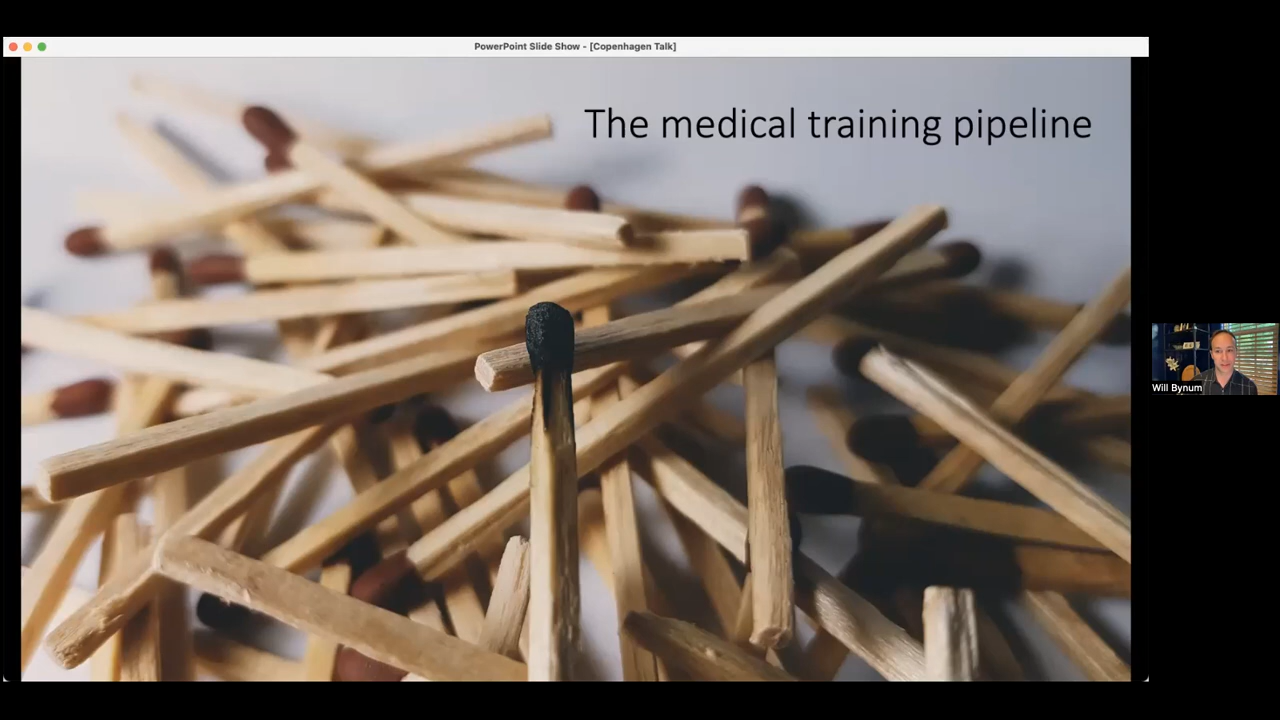 PowerPoint Slide Show - [Copenhagen Talk]
The medical training pipeline
Will Bynum